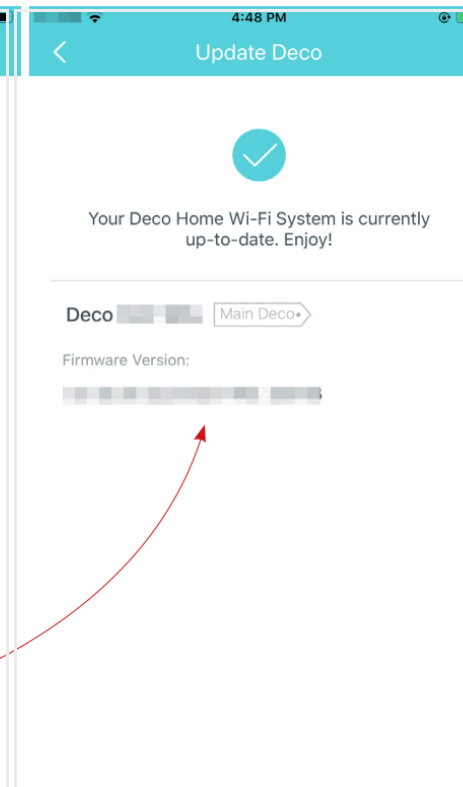 4:48 PM
Update Deco
Your Deco Home Wi-Fi System is currently
up-to-date. Enjoy!
Deco
Main Deco
Firmware Version: